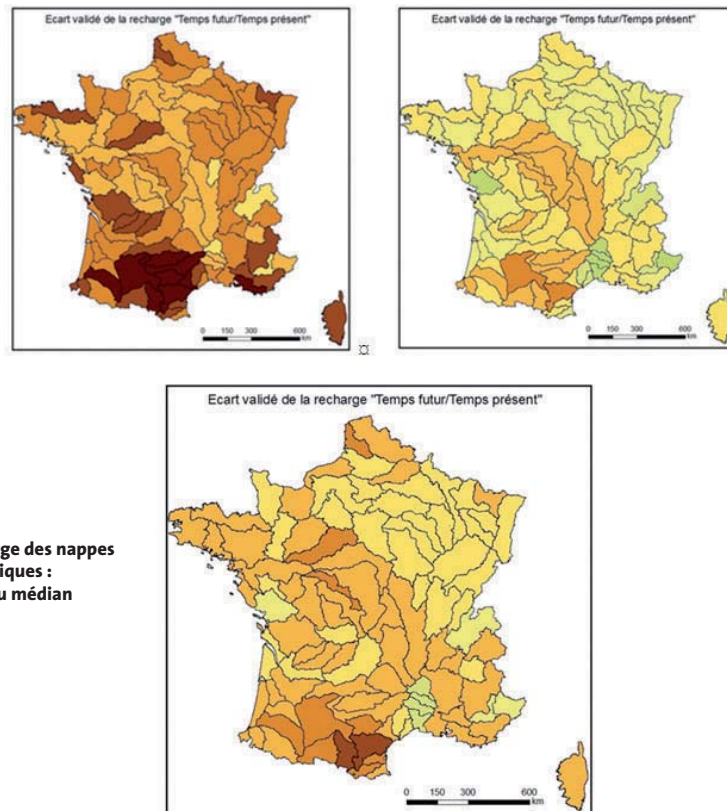 Ecart validé de la recharge "Temps futur/Temps présent"
0 150 300 600
km
Ecart validé de la recharge "Temps futur/Temps présent"
0 150 300 600
km
Ecart validé de la recharge "Temps futur/Temps présent"
ge des nappes
iques :
u médian
0 150 300 600
km